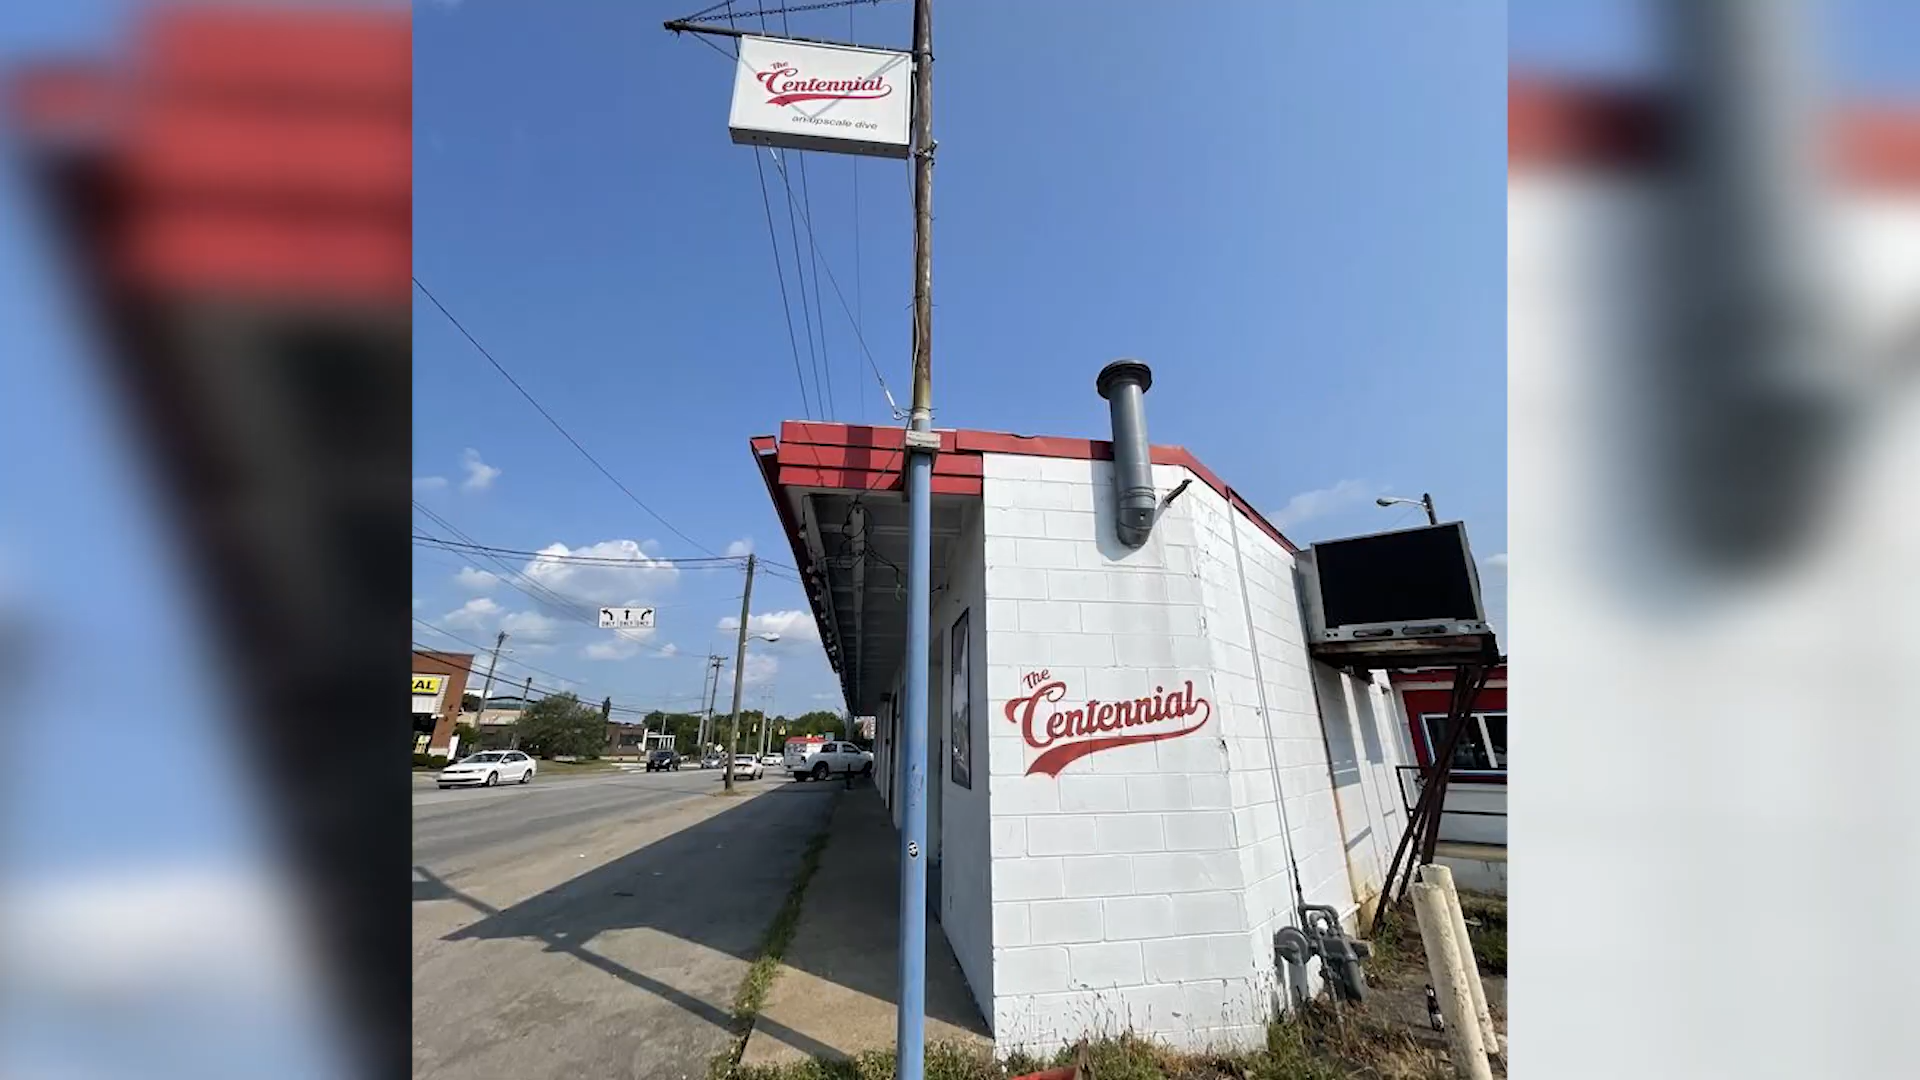 The
Centennial
an upscale dive
ONLY ONLY ONLY
The
Centennial